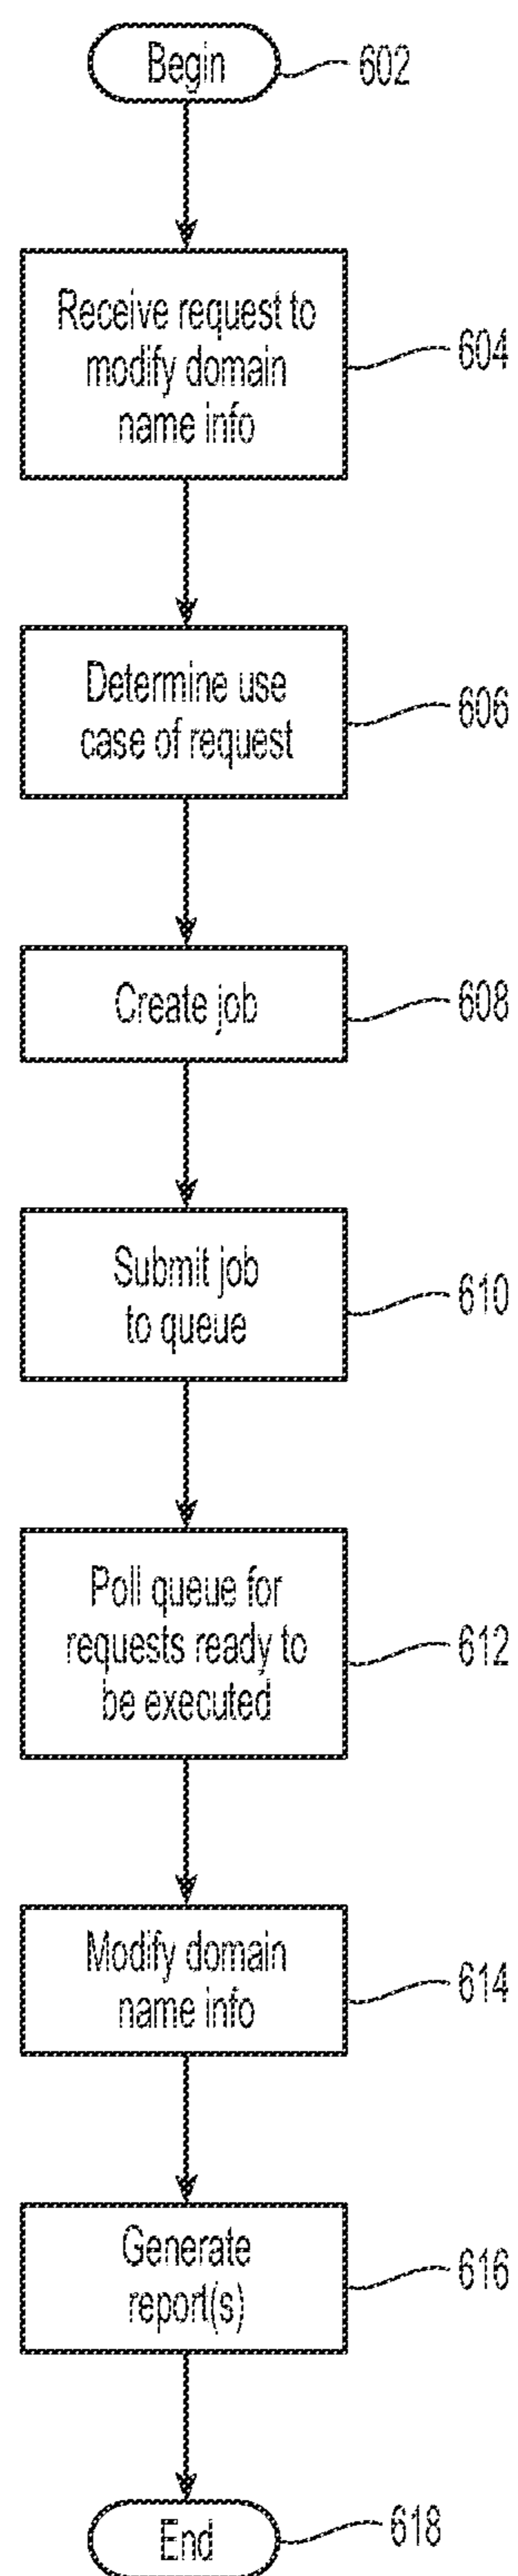 Begin
602
Receive request to
modify domain
name info
604
Determine use
case of request
606
Create job
608
Submit job
to queue
610
Poll queue for
requests ready to
be executed
612
Modify domain
name info
614
Generate
report(s)
616
End
618